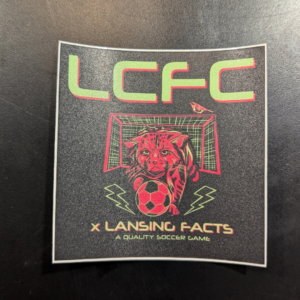 LCFC
x LANSING FACTS
A QUALITY SOCCER GAME